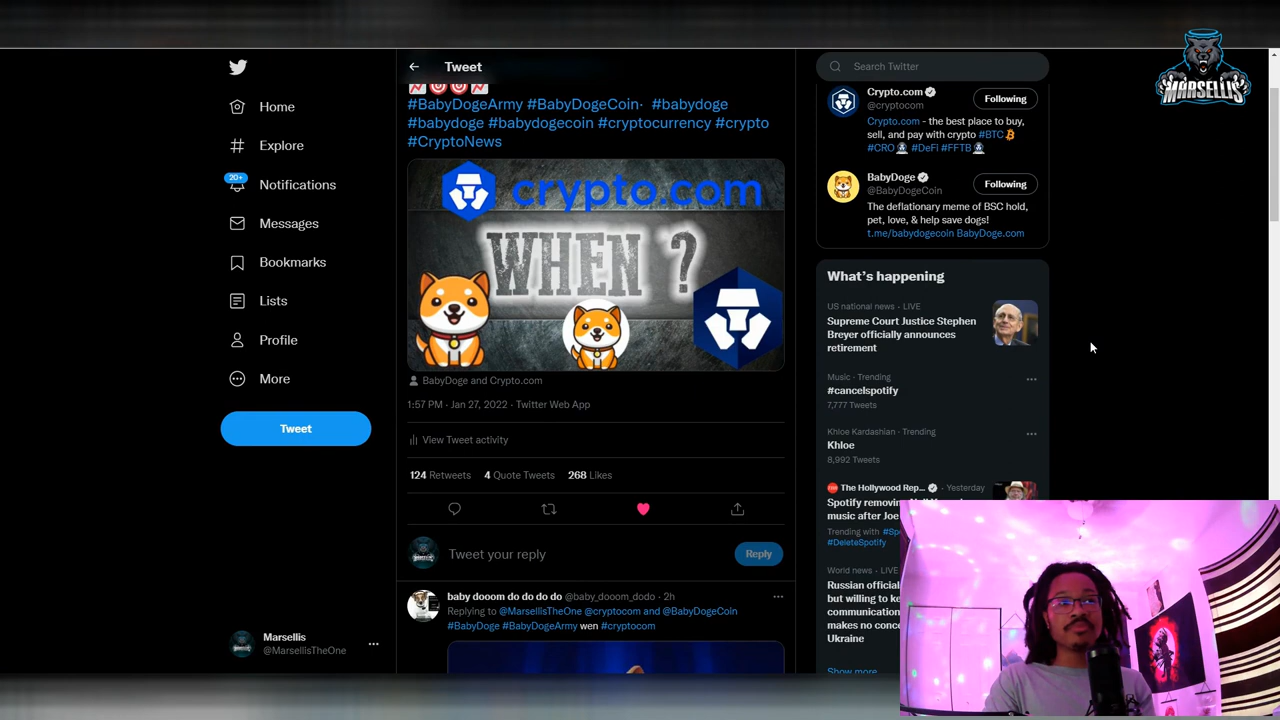 MARSELLIS
Home
Explore
20+
Notifications
Messages
Bookmarks
Lists
Profile
More
Tweet
Marsellis
@MarsellisTheOne
Tweet
#BabyDogeArmy #BabyDogeCoin· #babydoge
#babydoge #babydogecoin #cryptocurrency #crypto
#CryptoNews
crypto.com
WHEN ?
BabyDoge and Crypto.com
1:57 PM · Jan 27, 2022 · Twitter Web App
View Tweet activity
124 Retweets 4 Quote Tweets 268 Likes
Tweet your reply
Reply
baby dooom do do do do @baby_dooom_dodo · 2h
Replying to @MarsellisTheOne @cryptocom and @BabyDogeCoin
#BabyDoge #BabyDogeArmy wen #cryptocom
Search Twitter
Crypto.com
@cryptocom
Following
Crypto.com - the best place to buy,
sell, and pay with crypto #BTC
#CRO #DeFi #FFTB
BabyDoge
@BabyDogeCoin
Following
The deflationary meme of BSC hold,
pet, love, & help save dogs!
t.me/babydogecoin BabyDoge.com
What's happening
US national news · LIVE
Supreme Court Justice Stephen
Breyer officially announces
retirement
Music · Trending
#cancelspotify
7,777 Tweets
Khloe Kardashian · Trending
Khloe
8,992 Tweets
The Hollywood Rep... · Yesterday
Spotify removing
music after Joe
Trending with
#DeleteSpotify
World news · LIVE
Russian official
but willing to
communication
makes no conc
Ukraine
Show more